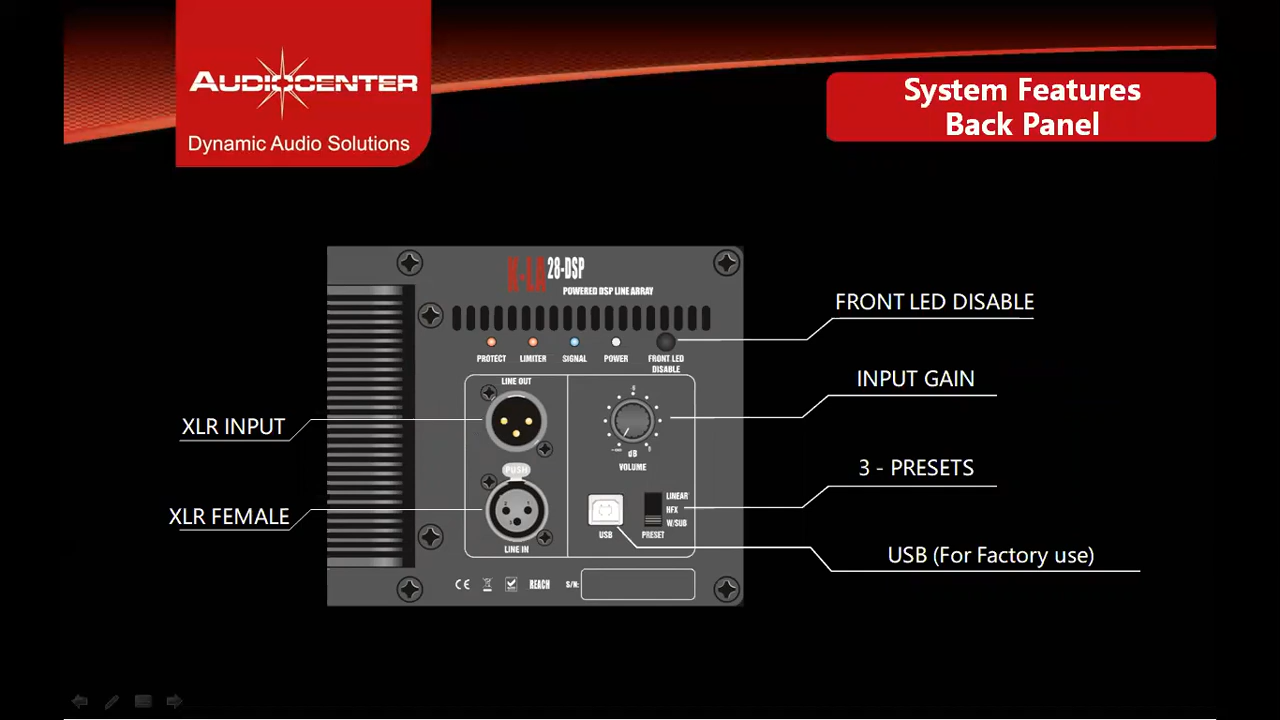 AUDIOCENTER
Dynamic Audio Solutions
System Features
Back Panel
K-LA 28-DSP
POWERED DSP LINE ARRAY
PROTECT
LIMITER
SIGNAL
POWER
FRONT LED
DISABLE
FRONT LED DISABLE
LINE OUT
INPUT GAIN
XLR INPUT
dB
VOLUME
PUSH
3 - PRESETS
LINEAR
HFX
W/SUB
XLR FEMALE
USB
PRESET
LINE IN
USB (For Factory use)
CE
REACH
S/N: